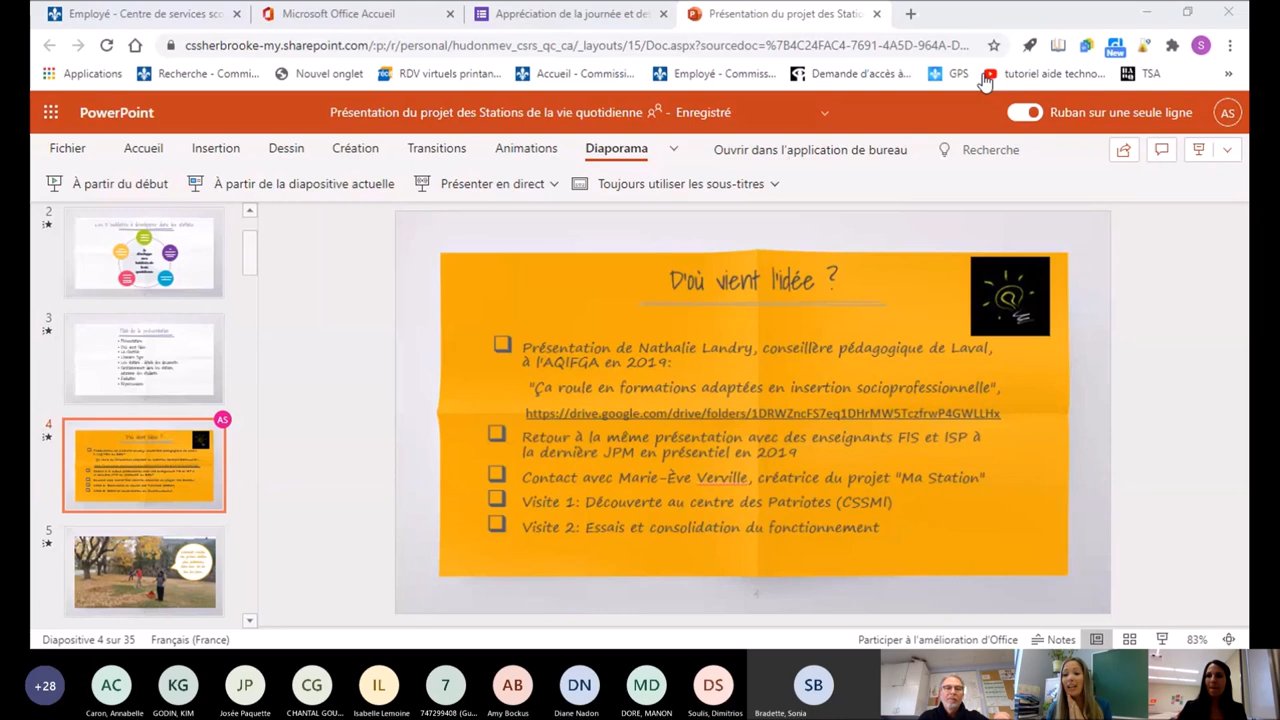 Employé - Centre de services sco
Microsoft Office Accueil
Appréciation de la journée et des
Présentation du projet des Statio
cssherbrooke-my.sharepoint.com/:p:/r/personal/hudonmev_csrs_qc_ca/_layouts/15/Doc.aspx?sourcedoc=%7B4C24FAC4-7691-4A5D-964A-D...
New
S
Applications
Recherche - Commi...
Nouvel onglet
RDV virtuels printan...
Accueil - Commissi...
Employé - Commiss...
Demande d'accès à...
GPS
tutoriel aide techno...
TSA
»
PowerPoint
Présentation du projet des Stations de la vie quotidienne - Enregistré
Ruban sur une seule ligne
AS
Fichier
Accueil
Insertion
Dessin
Création
Transitions
Animations
Diaporama
Ouvrir dans l'application de bureau
Recherche
À partir du début
À partir de la diapositive actuelle
Présenter en direct
Toujours utiliser les sous-titres
2
3
4
AS
5
D'où vient l'idée ?
Présentation de Nathalie Landry, conseillère pédagogique de Laval,
à l'AQIFGA en 2019:
"Ça roule en formations adaptées en insertion socioprofessionnelle",
https://drive.google.com/drive/folders/1DRWZncFS7eq1DHrMW5TczfrwP4GWLLHx
Retour à la même présentation avec des enseignants FIS et ISP à
la dernière JPM en présentiel en 2019
Contact avec Marie-Ève Verville, créatrice du projet "Ma Station"
Visite 1: Découverte au centre des Patriotes (CSSMI)
Visite 2: Essais et consolidation du fonctionnement
Diapositive 4 sur 35
Français (France)
Participer à l'amélioration d'Office
Notes
83%
+28
AC
KG
JP
CG
IL
7
AB
DN
MD
DS
SB
Caron, Annabelle
GODIN, KIM
Josée Paquette
CHANTAL GOU...
Isabelle Lemoine
747299408 (Gu...
Amy Bockus
Diane Nadon
DORE, MANON
Soulis, Dimitrios
Bradette, Sonia